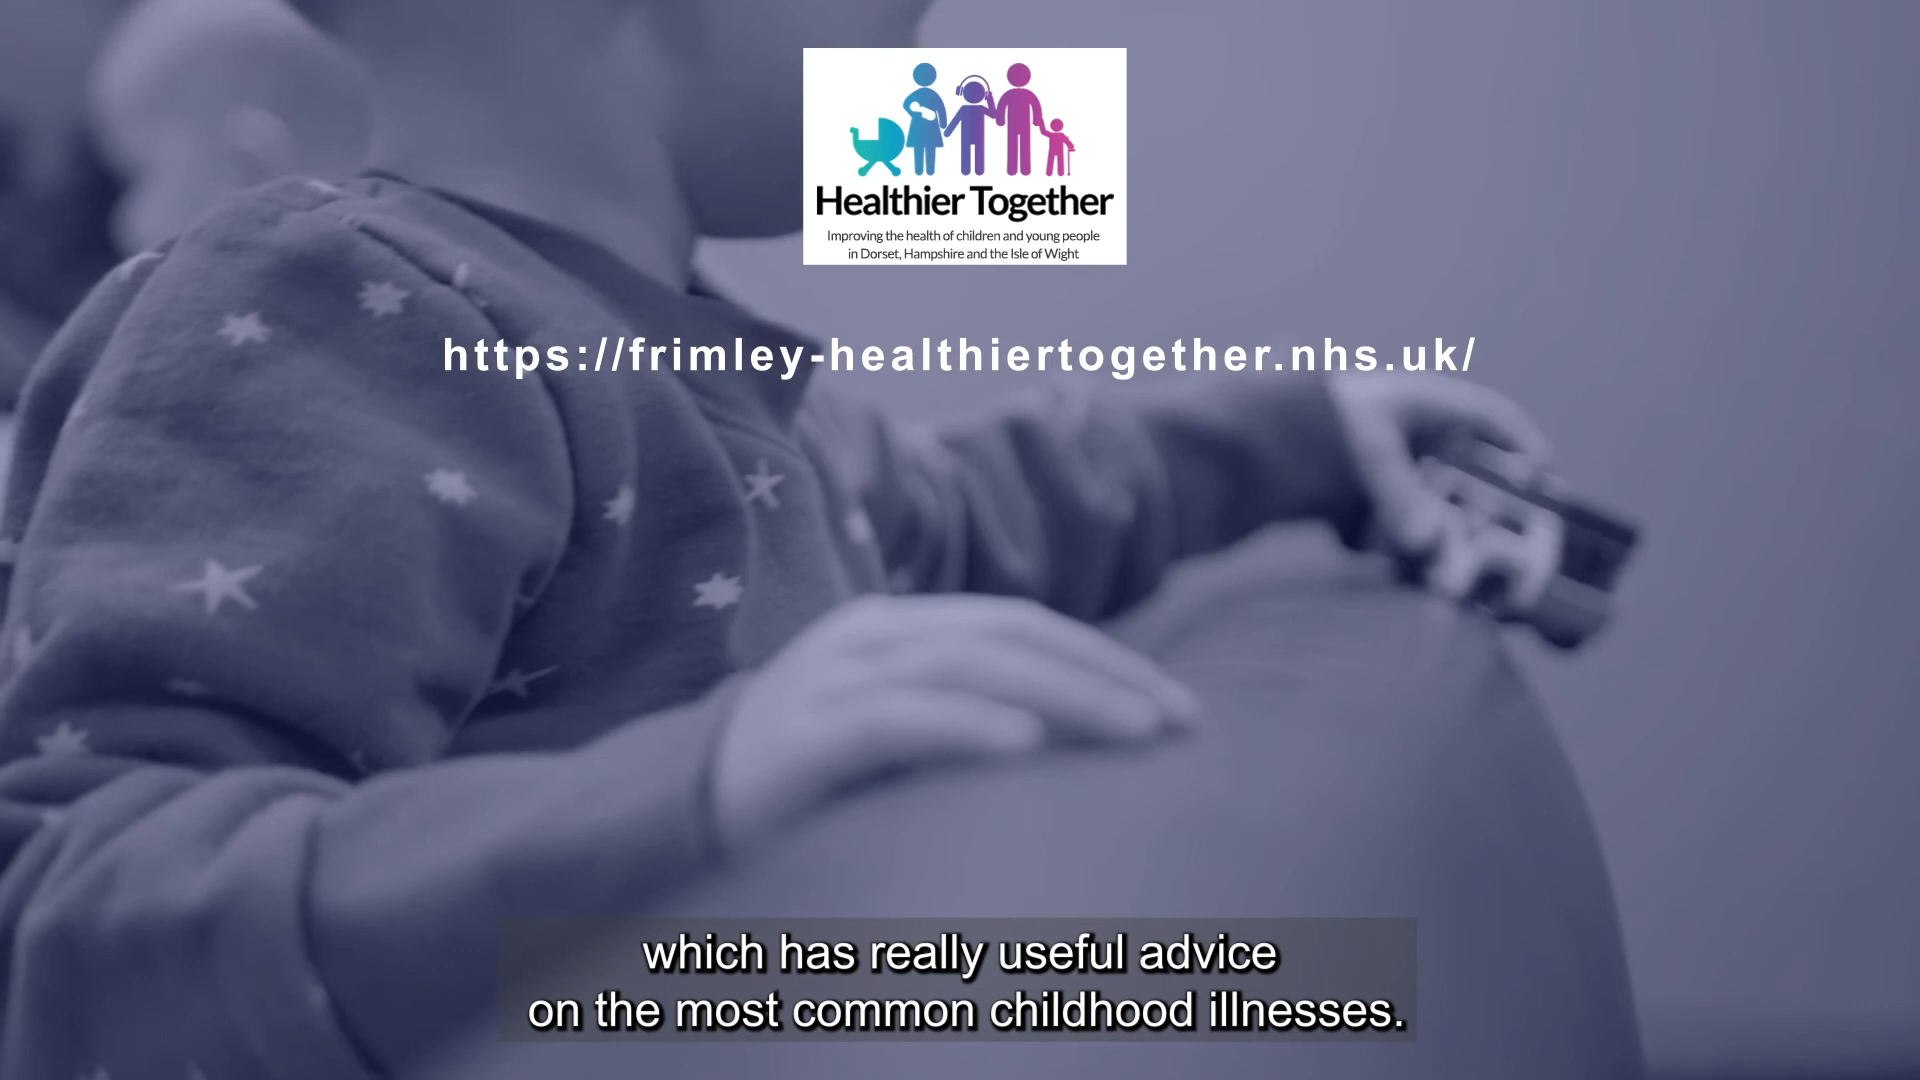 Healthier Together
Improving the health of children and young people
in Dorset, Hampshire and the Isle of Wight
https://frimley-healthiertogether.nhs.uk/
which has really useful advice
on the most common childhood illnesses.